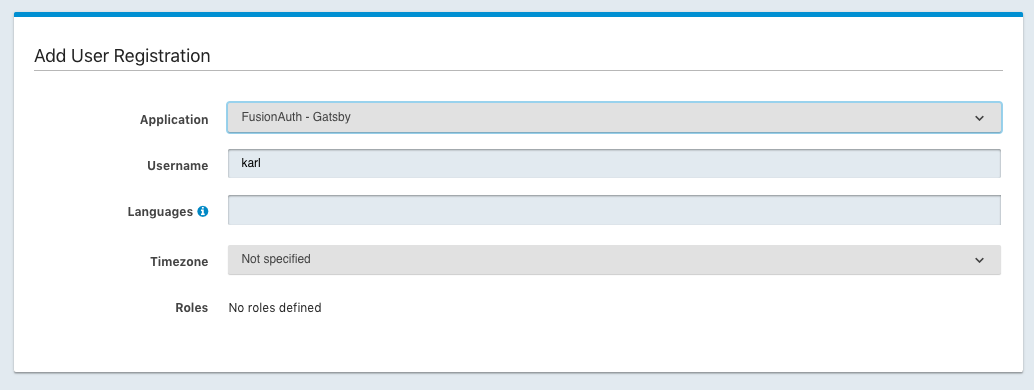 Add User Registration
Application FusionAuth - Gatsby
Username karl
Languages
Timezone Not specified
Roles No roles defined